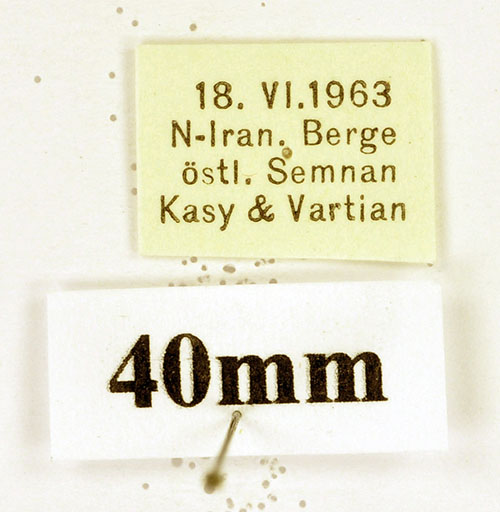 18. VI.1963
N-Iran. Berge
östl. Semnan
Kasy & Vartian
40mm